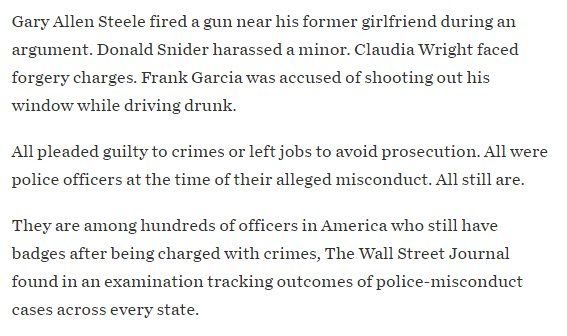 Gary Allen Steele fired a gun near his former girlfriend during an
argument. Donald Snider harassed a minor. Claudia Wright faced
forgery charges. Frank Garcia was accused of shooting out his
window while driving drunk.
All pleaded guilty to crimes or left jobs to avoid prosecution. All were
police officers at the time of their alleged misconduct. All still are.
They are among hundreds of officers in America who still have
badges after being charged with crimes, The Wall Street Journal
found in an examination tracking outcomes of police-misconduct
cases across every state.